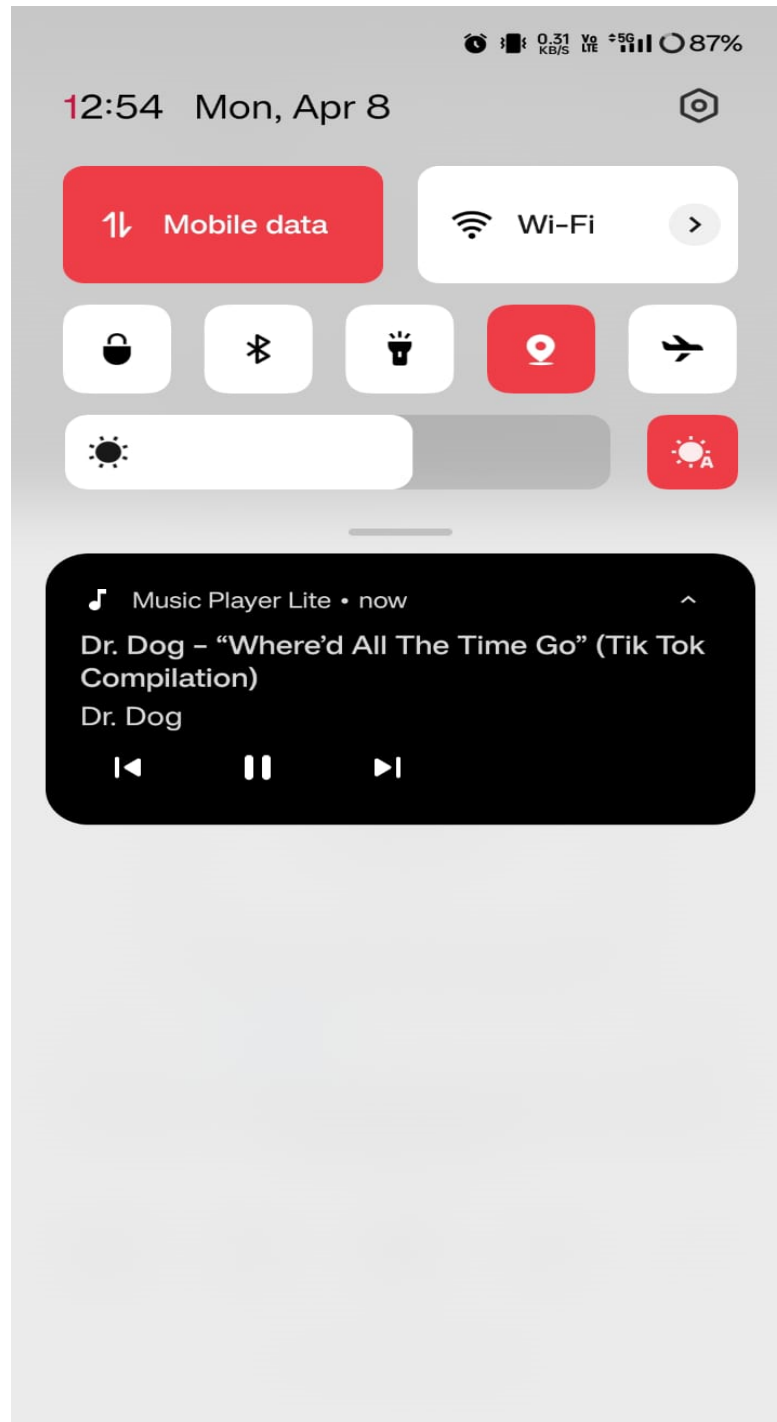 0.31 KB/S Vo LTE 5G 87%
12:54 Mon, Apr 8
Mobile data Wi-Fi
A
Music Player Lite • now
Dr. Dog – “Where’d All The Time Go” (Tik Tok
Compilation)
Dr. Dog